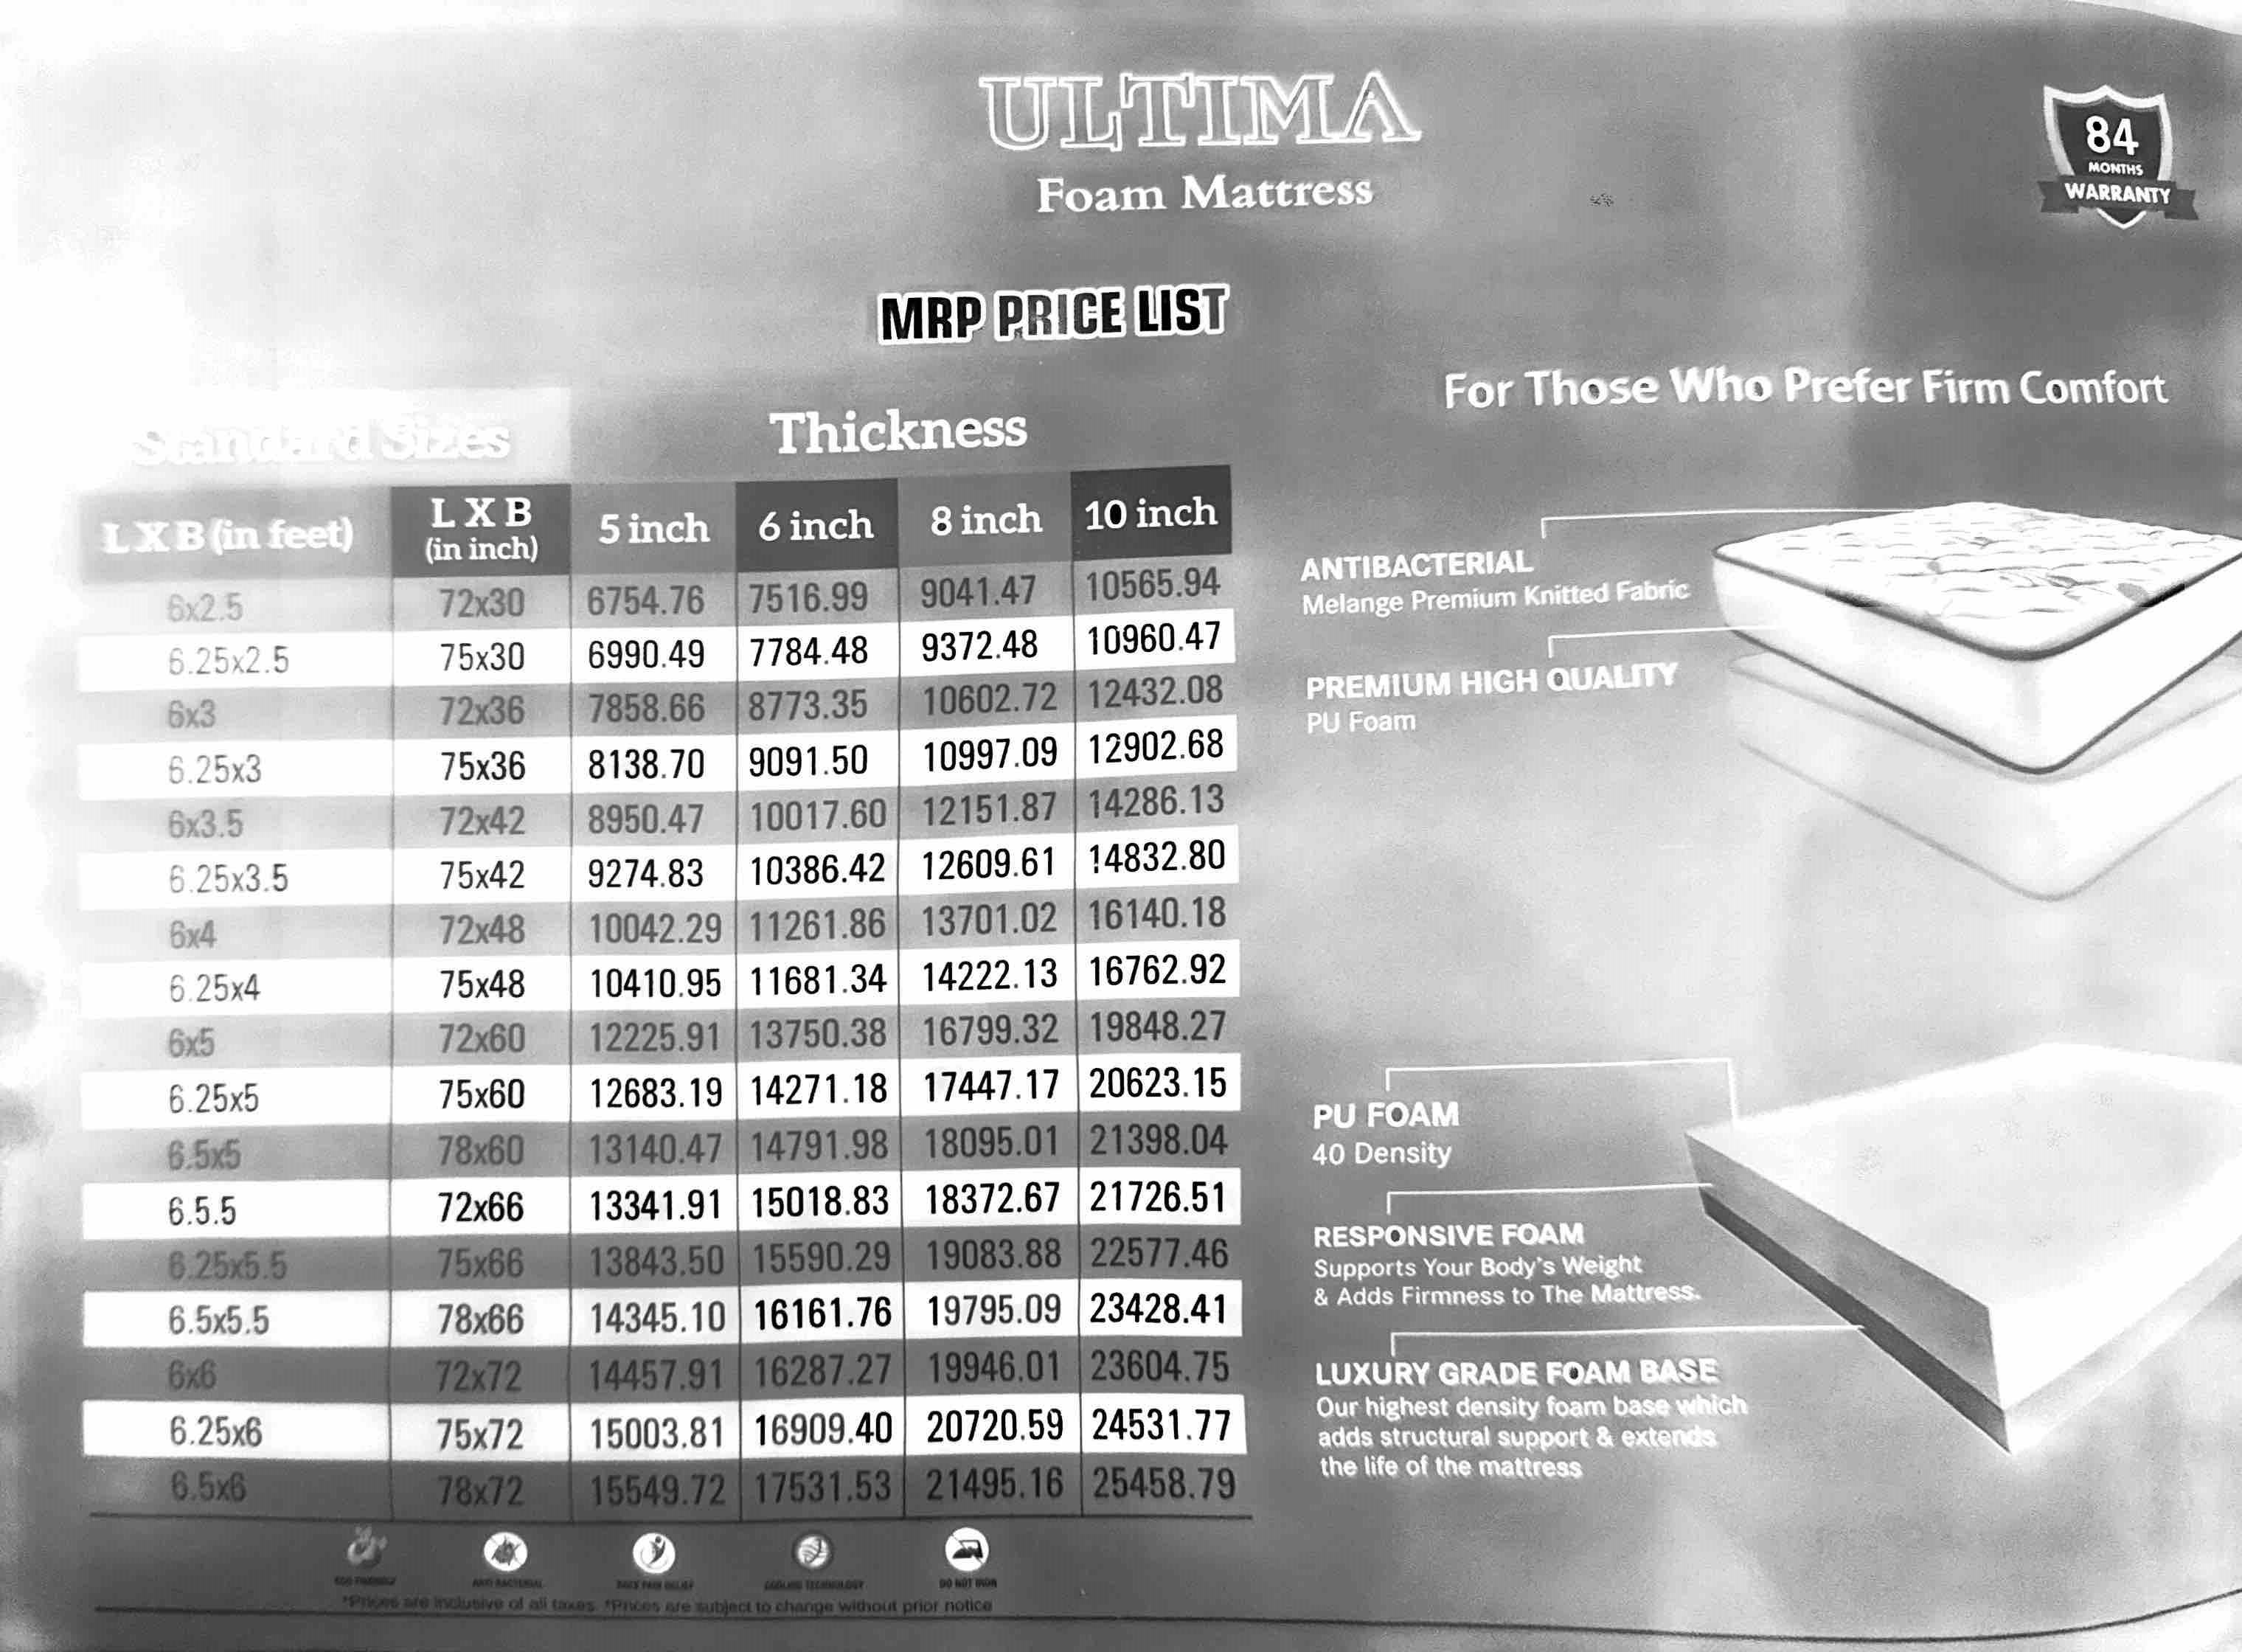 ULTIMA
Foam Mattress
84
MONTHS
WARRANTY
MRP PRICE LIST
For Those Who Prefer Firm Comfort
Standard Sizes Thickness
L X B (in feet) L X B (in inch) 5 inch 6 inch 8 inch 10 inch
6x2.5 72x30 6754.76 7516.99 9041.47 10565.94
6.25x2.5 75x30 6990.49 7784.48 9372.48 10960.47
6x3 72x36 7858.66 8773.35 10602.72 12432.08
6.25x3 75x36 8138.70 9091.50 10997.09 12902.68
6x3.5 72x42 8950.47 10017.60 12151.87 14286.13
6.25x3.5 75x42 9274.83 10386.42 12609.61 14832.80
6x4 72x48 10042.29 11261.86 13701.02 16140.18
6.25x4 75x48 10410.95 11681.34 14222.13 16762.92
6x5 72x60 12225.91 13750.38 16799.32 19848.27
6.25x5 75x60 12683.19 14271.18 17447.17 20623.15
6.5x5 78x60 13140.47 14791.98 18095.01 21398.04
6.5.5 72x66 13341.91 15018.83 18372.67 21726.51
6.25x5.5 75x66 13843.50 15590.29 19083.88 22577.46
6.5x5.5 78x66 14345.10 16161.76 19795.09 23428.41
6x6 72x72 14457.91 16287.27 19946.01 23604.75
6.25x6 75x72 15003.81 16909.40 20720.59 24531.77
6.5x6 78x72 15549.72 17531.53 21495.16 25458.79
ECO FRIENDLY ANTI BACTERIAL BACK PAIN RELIEF COOLING TECHNOLOGY DO NOT IRON
*Prices are inclusive of all taxes. *Prices are subject to change without prior notice
ANTIBACTERIAL
Melange Premium Knitted Fabric
PREMIUM HIGH QUALITY
PU Foam
PU FOAM
40 Density
RESPONSIVE FOAM
Supports Your Body's Weight
& Adds Firmness to The Mattress.
LUXURY GRADE FOAM BASE
Our highest density foam base which
adds structural support & extends
the life of the mattress